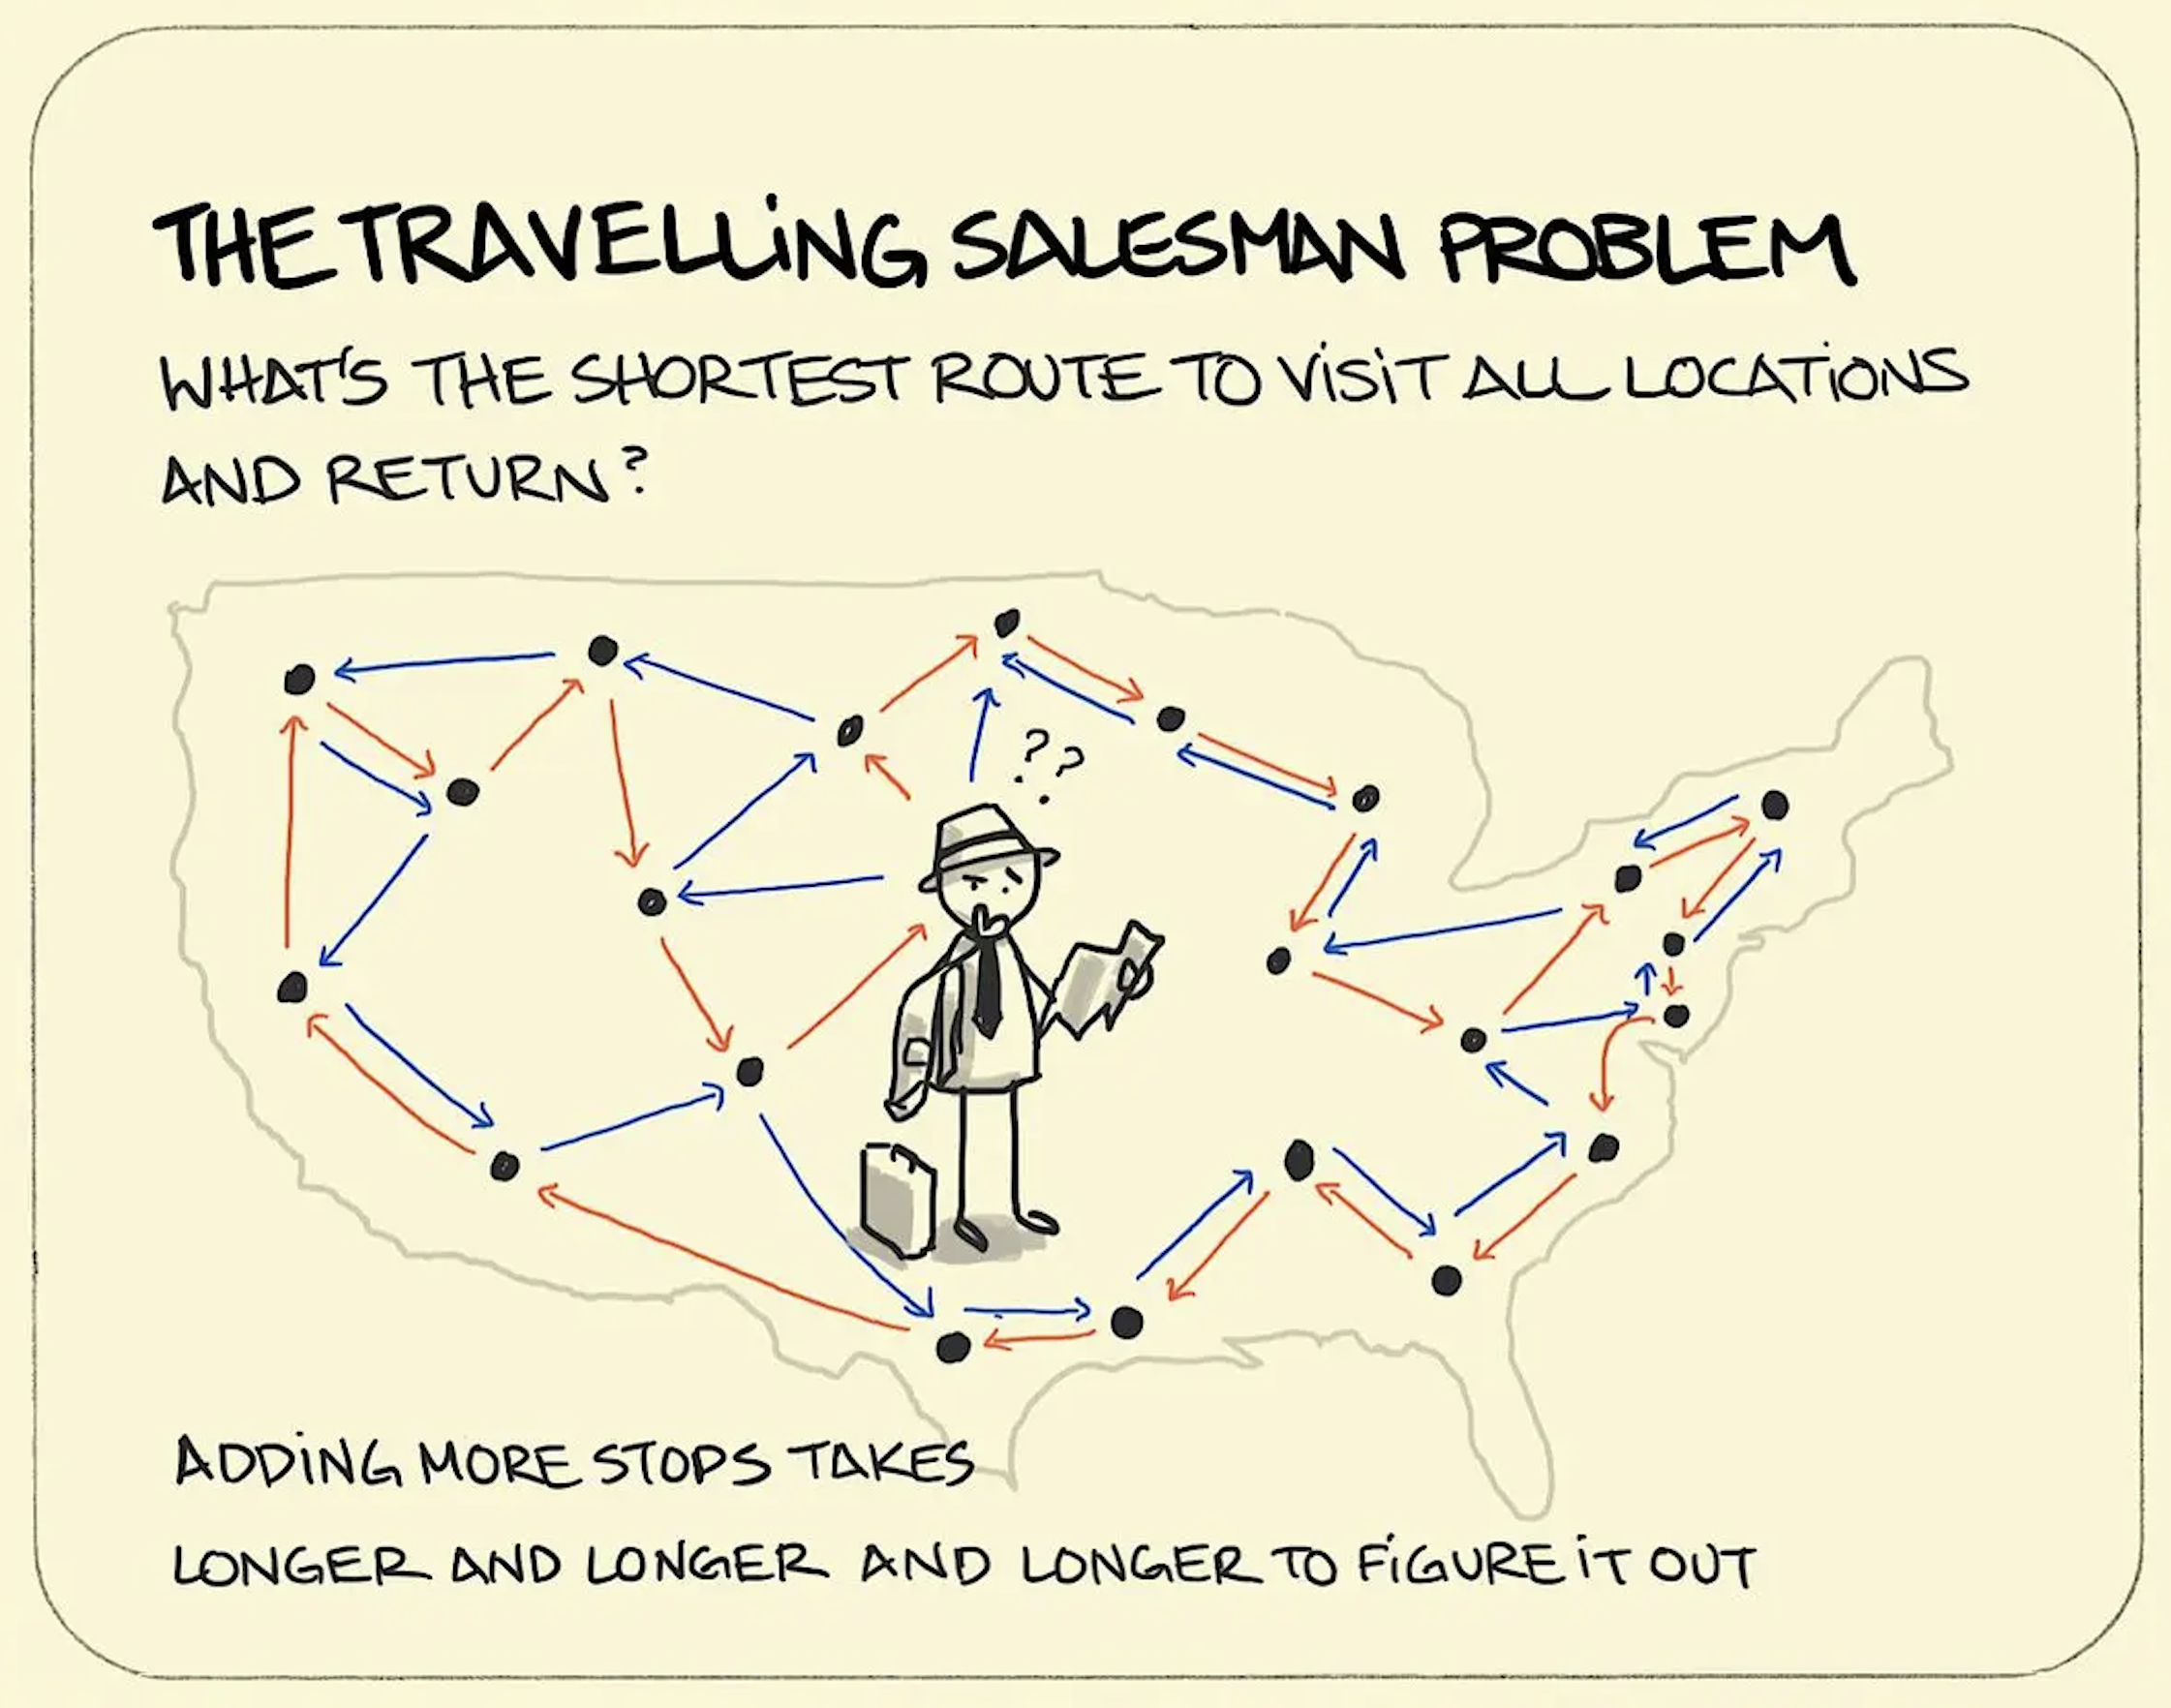 THE TRAVELLING SALESMAN PROBLEM
WHAT'S THE SHORTEST ROUTE TO VISIT ALL LOCATIONS
AND RETURN?
??
ADDING MORE STOPS TAKES
LONGER AND LONGER AND LONGER TO FIGURE IT OUT